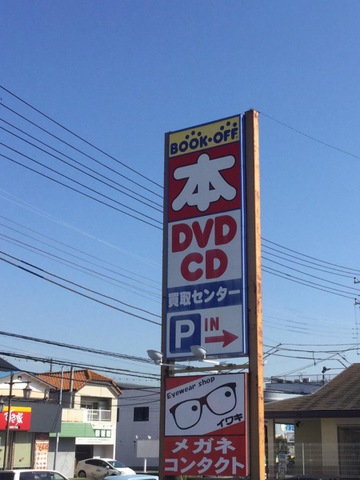 BOOK・OFF
本
DVD
CD
買取センター
P IN
Eyewear shop
イワキ
メガネ
コンタクト